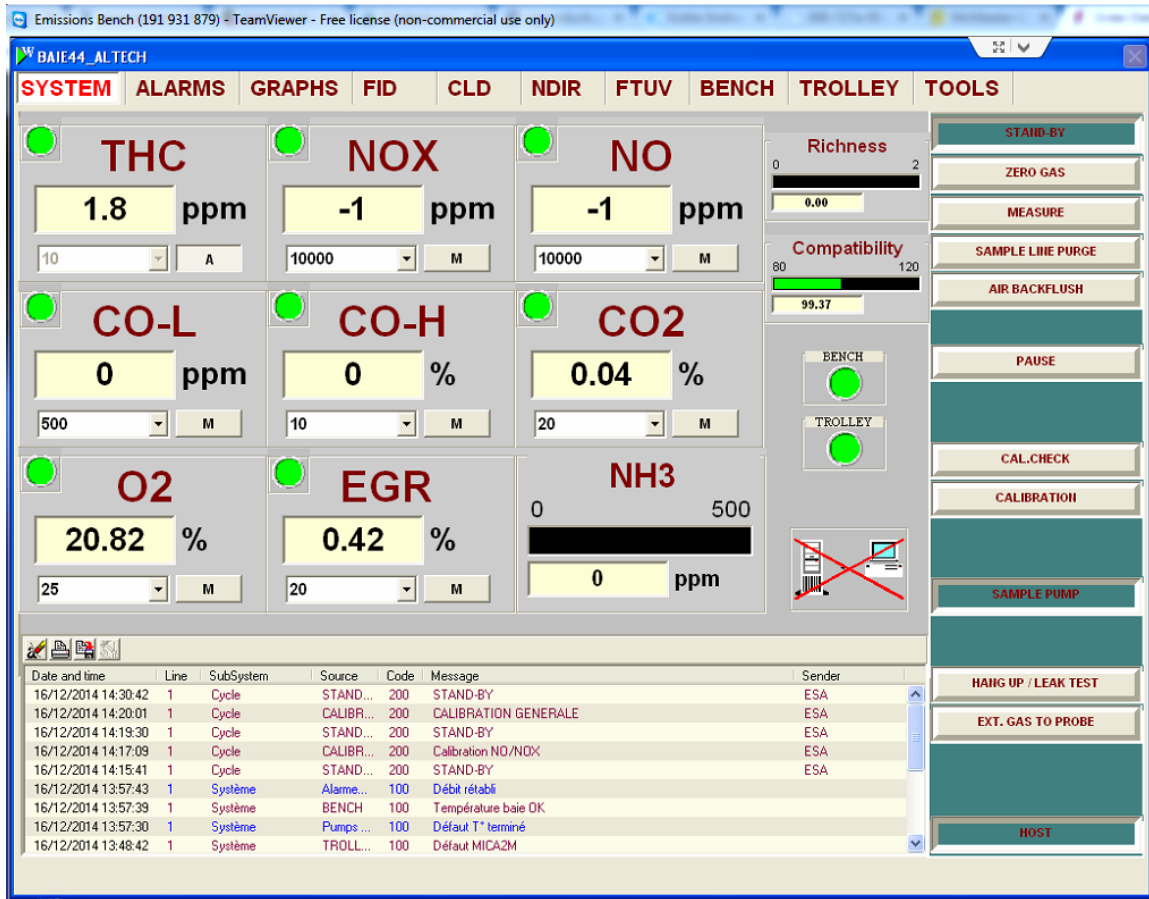 Emissions Bench (191 931 879) - TeamViewer - Free license (non-commercial use only)
BAIE44_ALTECH
SYSTEM ALARMS GRAPHS FID CLD NDIR FTUV BENCH TROLLEY TOOLS
THC
1.8 ppm
10 A
NOX
-1 ppm
10000 M
NO
-1 ppm
10000 M
Richness
0 2
0.00
Compatibility
80 120
99.37
CO-L
0 ppm
500 M
CO-H
0 %
10 M
CO2
0.04 %
20 M
BENCH
TROLLEY
O2
20.82 %
25 M
EGR
0.42 %
20 M
NH3
0 500
0 ppm
STAND-BY
ZERO GAS
MEASURE
SAMPLE LINE PURGE
AIR BACKFLUSH
PAUSE
CAL.CHECK
CALIBRATION
SAMPLE PUMP
HANG UP / LEAK TEST
EXT. GAS TO PROBE
HOST
Date and time Line SubSystem Source Code Message Sender
16/12/2014 14:30:42 1 Cycle STAND... 200 STAND-BY ESA
16/12/2014 14:20:01 1 Cycle CALIBR... 200 CALIBRATION GENERALE ESA
16/12/2014 14:19:30 1 Cycle STAND... 200 STAND-BY ESA
16/12/2014 14:17:09 1 Cycle CALIBR... 200 Calibration NO/NOX ESA
16/12/2014 14:15:41 1 Cycle STAND... 200 STAND-BY ESA
16/12/2014 13:57:43 1 Système Alarme... 100 Débit rétabli
16/12/2014 13:57:39 1 Système BENCH 100 Température baie OK
16/12/2014 13:57:30 1 Système Pumps ... 100 Défaut T° terminé
16/12/2014 13:48:42 1 Système TROLL... 100 Défaut MICA2M